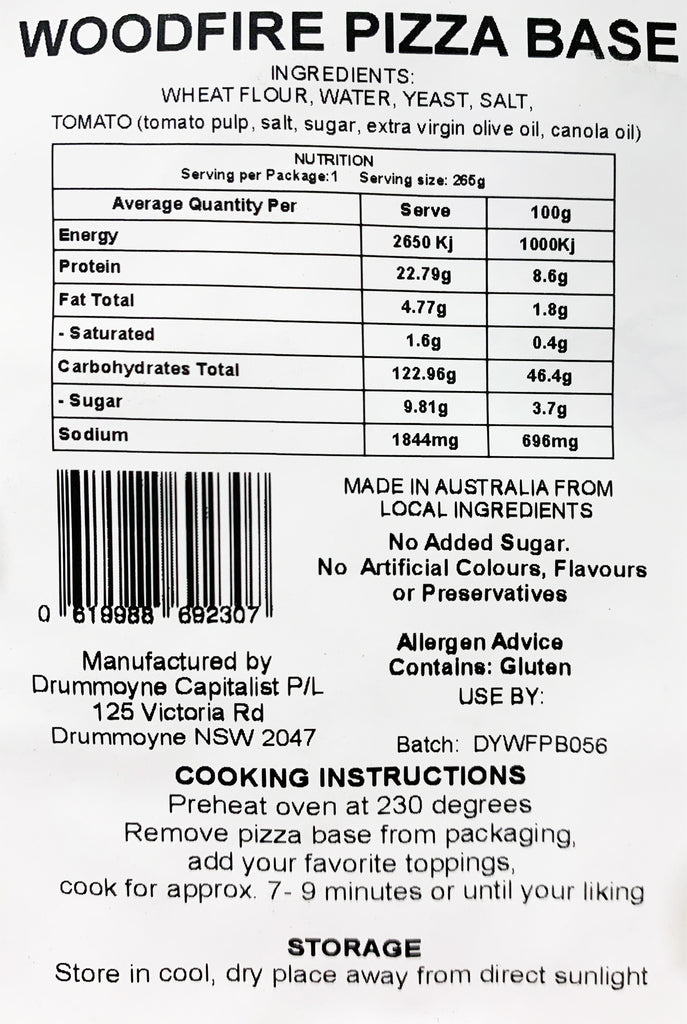 WOODFIRE PIZZA BASE
INGREDIENTS:
WHEAT FLOUR, WATER, YEAST, SALT,
TOMATO (tomato pulp, salt, sugar, extra virgin olive oil, canola oil)
NUTRITION
Serving per Package:1 Serving size: 265g
Average Quantity Per Serve 100g
Energy 2650 Kj 1000Kj
Protein 22.79g 8.6g
Fat Total 4.77g 1.8g
- Saturated 1.6g 0.4g
Carbohydrates Total 122.96g 46.4g
- Sugar 9.81g 3.7g
Sodium 1844mg 696mg
MADE IN AUSTRALIA FROM
LOCAL INGREDIENTS
No Added Sugar.
No Artificial Colours, Flavours
or Preservatives
0 619988 692307
Allergen Advice
Contains: Gluten
USE BY:
Batch: DYWFPB056
Manufactured by
Drummoyne Capitalist P/L
125 Victoria Rd
Drummoyne NSW 2047
COOKING INSTRUCTIONS
Preheat oven at 230 degrees
Remove pizza base from packaging,
add your favorite toppings,
cook for approx. 7- 9 minutes or until your liking
STORAGE
Store in cool, dry place away from direct sunlight